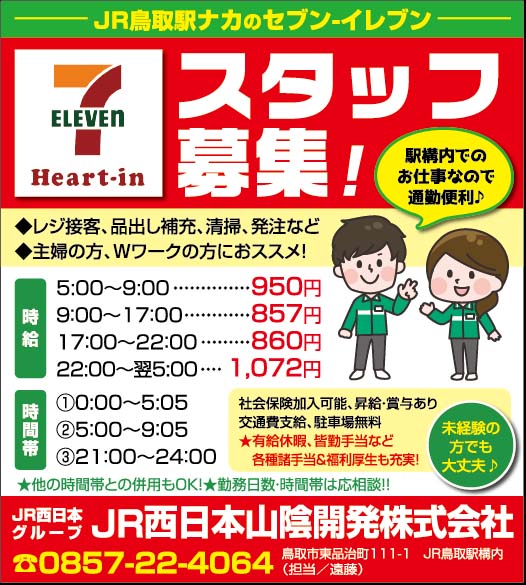 JR鳥取駅ナカのセブン-イレブン
7
ELEVEn
Heart-in
スタッフ
募集!
駅構内での
お仕事なので
通勤便利♪
◆レジ接客、品出し補充、清掃、発注など
◆主婦の方、Wワークの方におススメ!
時給
5:00〜9:00 ·············· 950円
9:00〜17:00 ··········· 857円
17:00〜22:00 ········· 860円
22:00〜翌5:00 ···· 1,072円
時間帯
①0:00〜5:05
②5:00〜9:05
③21:00〜24:00
社会保険加入可能、昇給・賞与あり
交通費支給、駐車場無料
★有給休暇、皆勤手当など
各種諸手当&福利厚生も充実!
未経験の
方でも
大丈夫♪
★他の時間帯との併用もOK!★勤務日数・時間帯は応相談!!
JR西日本
グループ
JR西日本山陰開発株式会社
☎0857-22-4064
鳥取市東品治町111-1 JR鳥取駅構内
(担当/遠藤)